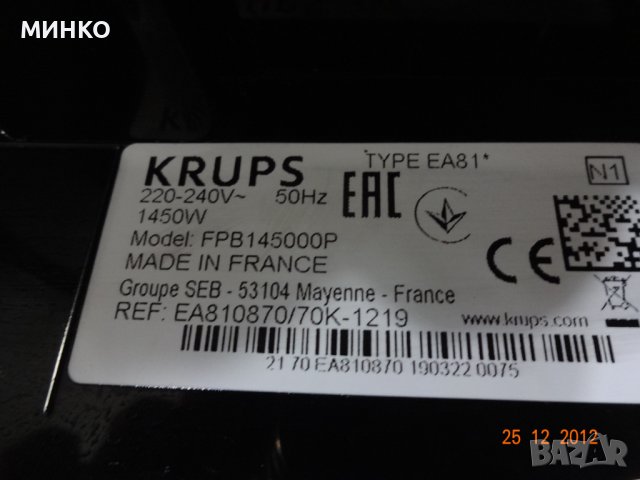 МИНКО
KRUPS
TYPE EA81*
N1
220-240V~ 50Hz
1450W
EAC
CE
Model: FPB145000P
MADE IN FRANCE
Groupe SEB - 53104 Mayenne - France
REF: EA810870/70K-1219
www.krups.com
21 70 EA810870 190322 0075
25 12 2012
BAZAR